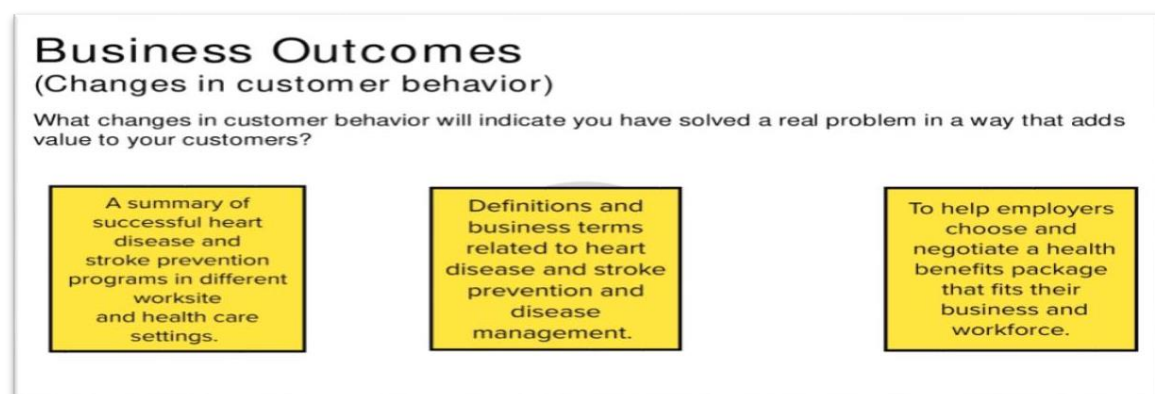 Business Outcomes
(Changes in customer behavior)
What changes in customer behavior will indicate you have solved a real problem in a way that adds
value to your customers?
A summary of
successful heart
disease and
stroke prevention
programs in different
worksite
and health care
settings.
Definitions and
business terms
related to heart
disease and stroke
prevention and
disease
management.
To help employers
choose and
negotiate a health
benefits package
that fits their
business and
workforce.